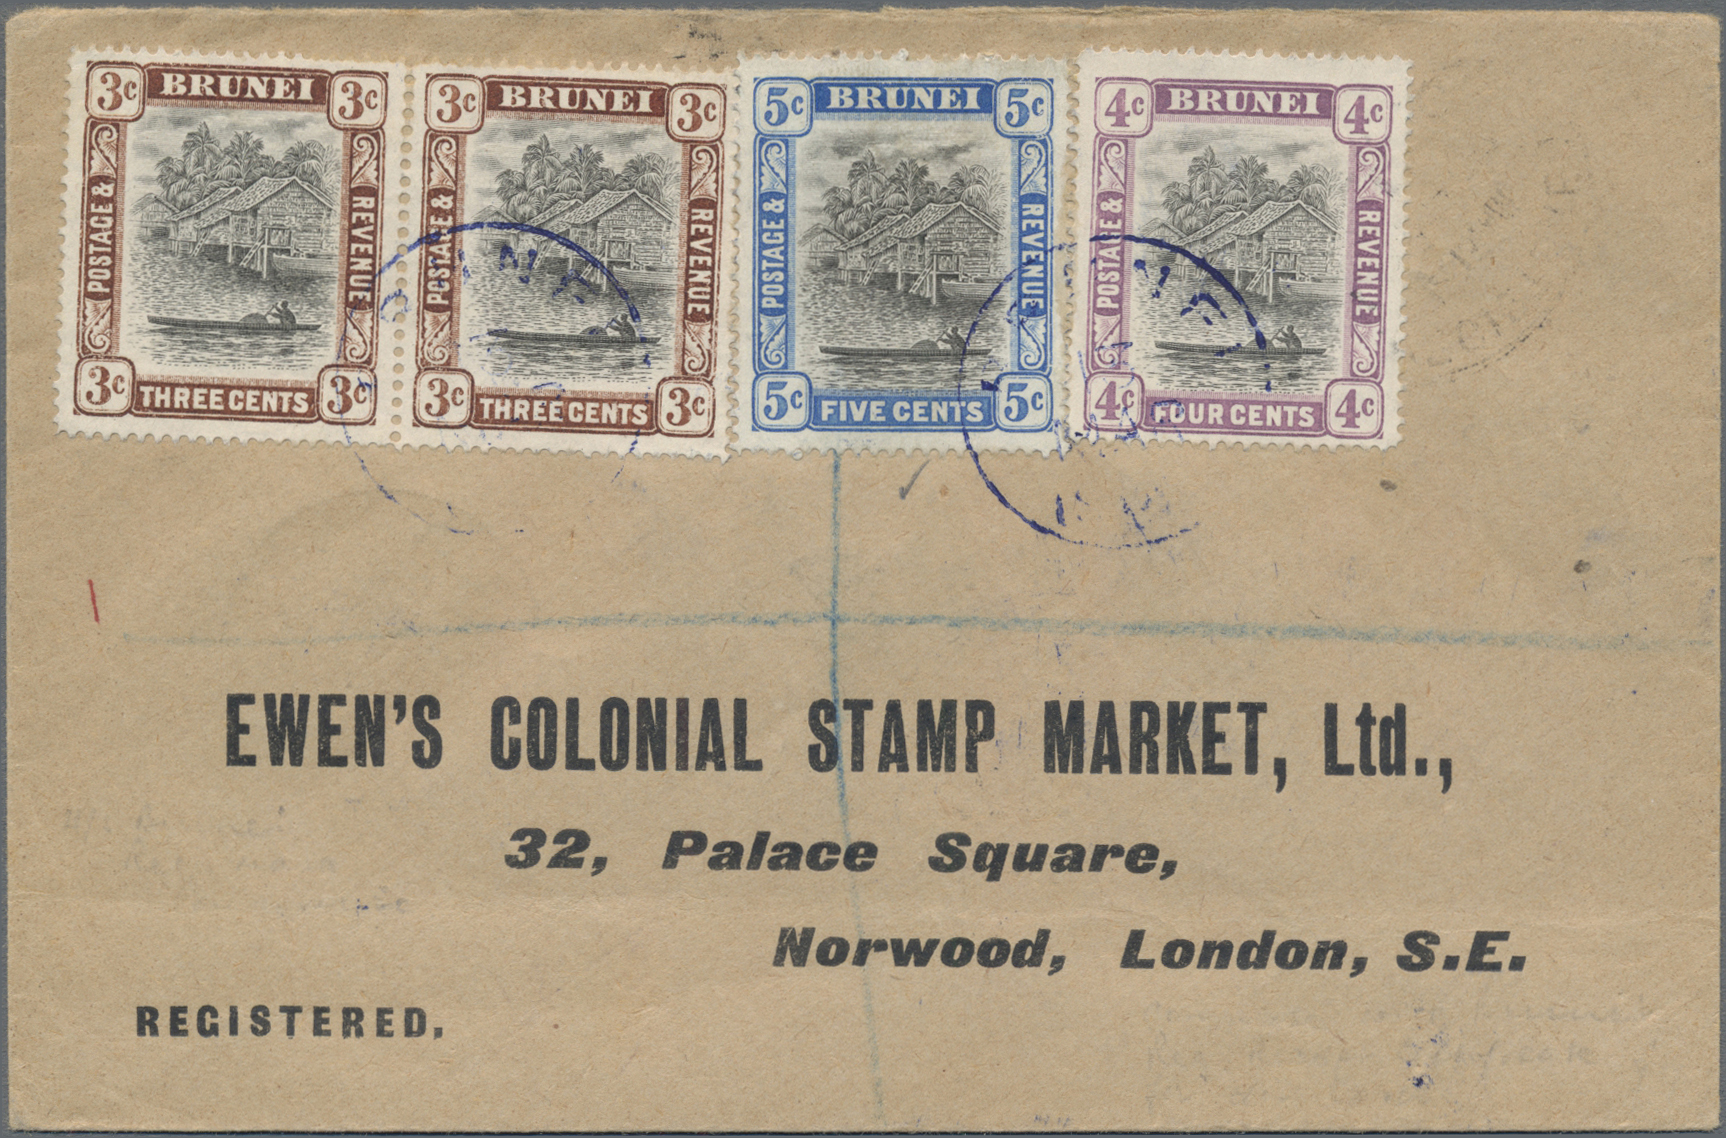 3c BRUNEI 3c
POSTAGE & REVENUE
3c THREE CENTS 3c
3c BRUNEI 3c
POSTAGE & REVENUE
3c THREE CENTS 3c
5c BRUNEI 5c
POSTAGE & REVENUE
5c FIVE CENTS 5c
4c BRUNEI 4c
POSTAGE & REVENUE
4c FOUR CENTS 4c
MAR
EWEN'S COLONIAL STAMP MARKET, Ltd.,
32, Palace Square,
Norwood, London, S.E.
REGISTERED.